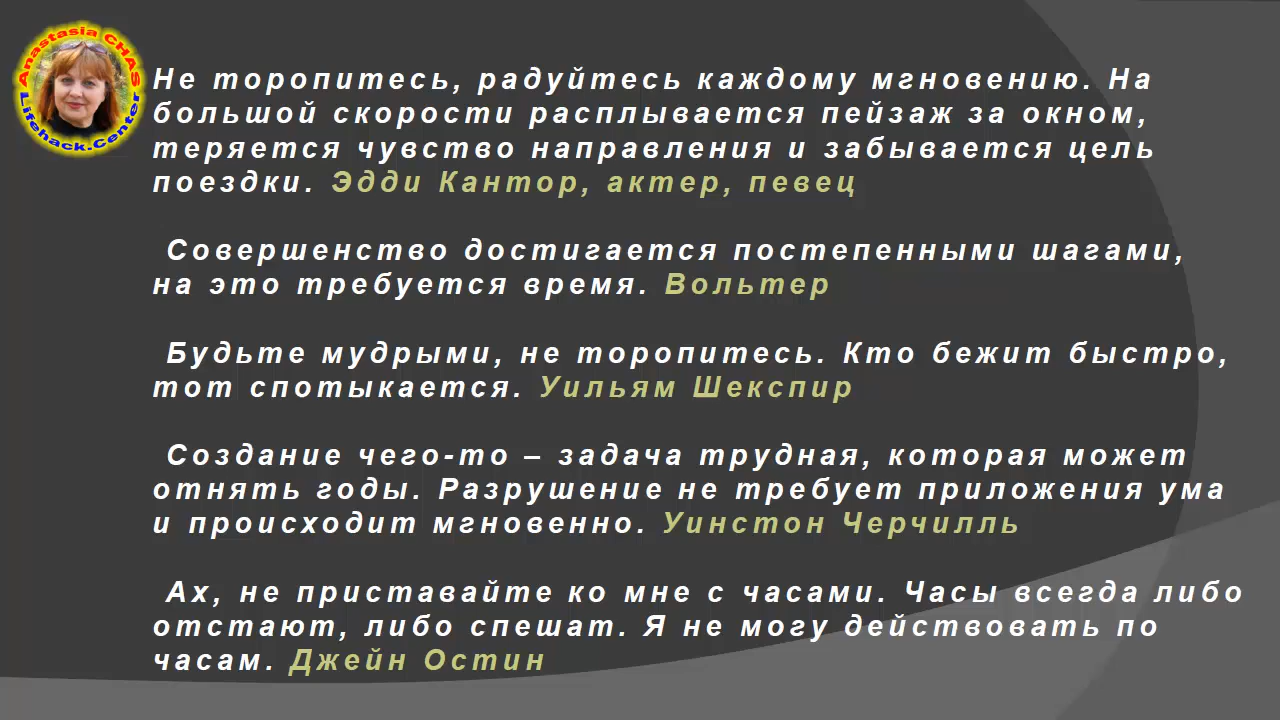 Anastasia CHAS
Lifehack.Center
Не торопитесь, радуйтесь каждому мгновению. На
большой скорости расплывается пейзаж за окном,
теряется чувство направления и забывается цель
поездки. Эдди Кантор, актер, певец
Совершенство достигается постепенными шагами,
на это требуется время. Вольтер
Будьте мудрыми, не торопитесь. Кто бежит быстро,
тот спотыкается. Уильям Шекспир
Создание чего-то – задача трудная, которая может
отнять годы. Разрушение не требует приложения ума
и происходит мгновенно. Уинстон Черчилль
Ах, не приставайте ко мне с часами. Часы всегда либо
отстают, либо спешат. Я не могу действовать по
часам. Джейн Остин